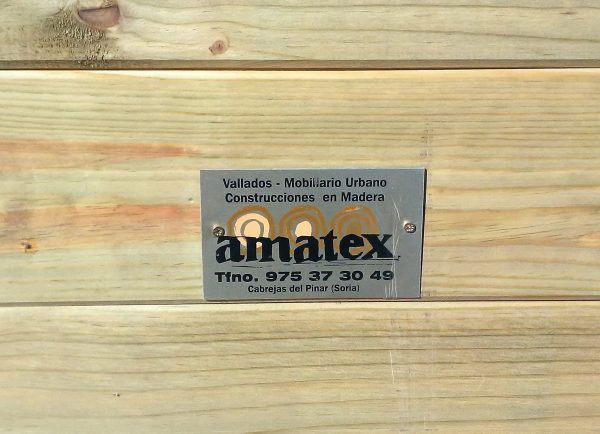 Vallados - Mobiliario Urbano
Construcciones en Madera
amatex
Tfno. 975 37 30 49
Cabrejas del Pinar (Soria)